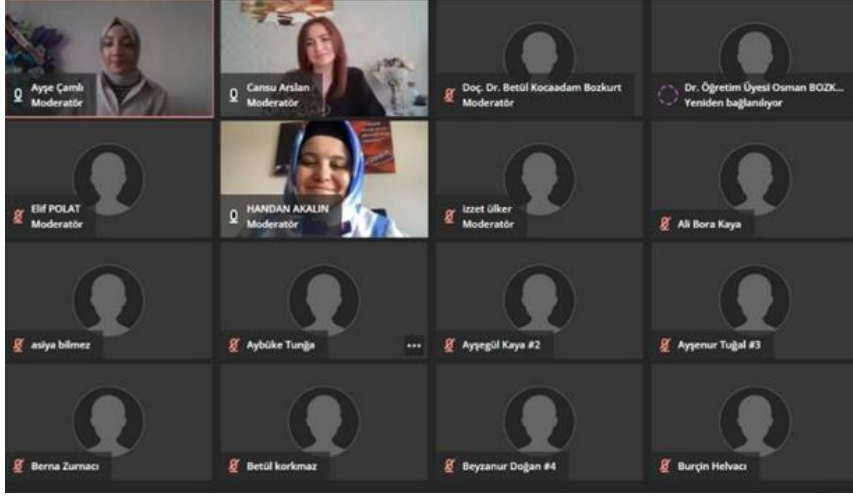 Ayşe Çamlı
Moderatör
Cansu Arslan
Moderatör
Doç. Dr. Betül Kocaadam Bozkurt
Moderatör
Dr. Öğretim Üyesi Osman BOZK...
Yeniden bağlanılıyor
Elif POLAT
Moderatör
HANDAN AKALIN
Moderatör
izzet ülker
Moderatör
Ali Bora Kaya
asiya bilmez
Aybüke Tunğa
Ayşegül Kaya #2
Ayşenur Tuğal #3
Berna Zurnacı
Betül korkmaz
Beyzanur Doğan #4
Burçin Helvacı